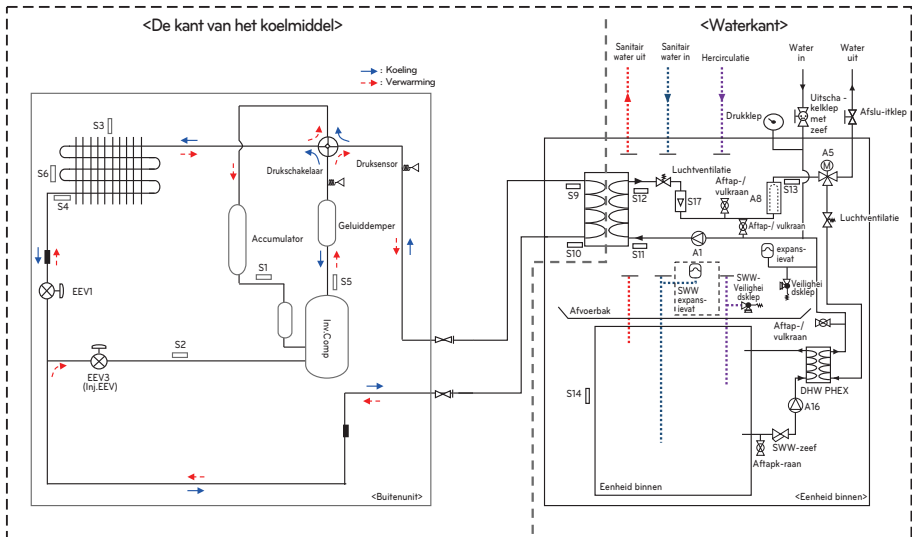 <De kant van het koelmiddel>
<Waterkant>
: Koeling
: Verwarming
Sanitair
water uit
Sanitair
water in
Hercirculatie
Water
in
Water
uit
Uitscha -
kelklep
met
zeef
Afslu-itklep
Drukklep
S3
S6
S4
Drukschakelaar
Druksensor
Geluiddemper
Accumulator
S1
S5
Inv.Comp
EEV1
S2
EEV3
(Inj.EEV)
<Buitenunit>
S9
S12
S10
S11
S17
Luchtventilatie
Aftap-/
vulkraan
A8
S13
A5
M
Luchtventilatie
Aftap-/ vulkraan
A1
expans-
ievat
SWW
expans-
ievat
SWW-
Veilighei
dsklep
Veilighei
dsklep
Afvoerbak
Aftap-/
vulkraan
DHW PHEX
A16
S14
SWW-zeef
Aftapk-raan
Eenheid binnen
<Eenheid binnen>